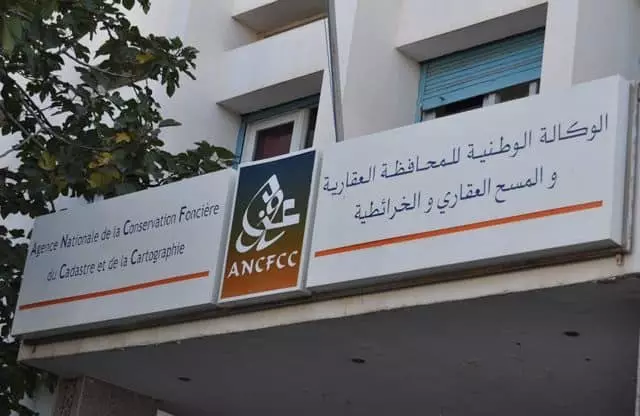 Agence Nationale de la Conservation Foncière
du Cadastre et de la Cartographie
ANCFCC
الوكالة الوطنية للمحافظة العقارية
و المسح العقاري و الخرائطية